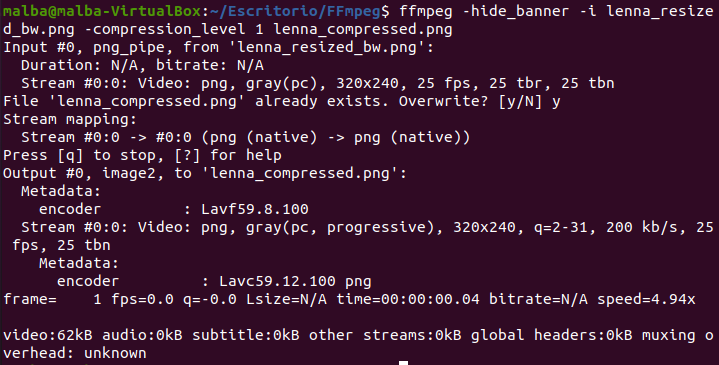 malba@malba-VirtualBox:~/Escritorio/FFmpeg$ ffmpeg -hide_banner -i lenna_resize
d_bw.png -compression_level 1 lenna_compressed.png
Input #0, png_pipe, from 'lenna_resized_bw.png':
  Duration: N/A, bitrate: N/A
  Stream #0:0: Video: png, gray(pc), 320x240, 25 fps, 25 tbr, 25 tbn
File 'lenna_compressed.png' already exists. Overwrite? [y/N] y
Stream mapping:
  Stream #0:0 -> #0:0 (png (native) -> png (native))
Press [q] to stop, [?] for help
Output #0, image2, to 'lenna_compressed.png':
  Metadata:
    encoder         : Lavf59.8.100
  Stream #0:0: Video: png, gray(pc, progressive), 320x240, q=2-31, 200 kb/s, 25
 fps, 25 tbn
    Metadata:
      encoder         : Lavc59.12.100 png
frame=    1 fps=0.0 q=-0.0 Lsize=N/A time=00:00:00.04 bitrate=N/A speed=4.94x
video:62kB audio:0kB subtitle:0kB other streams:0kB global headers:0kB muxing o
verhead: unknown